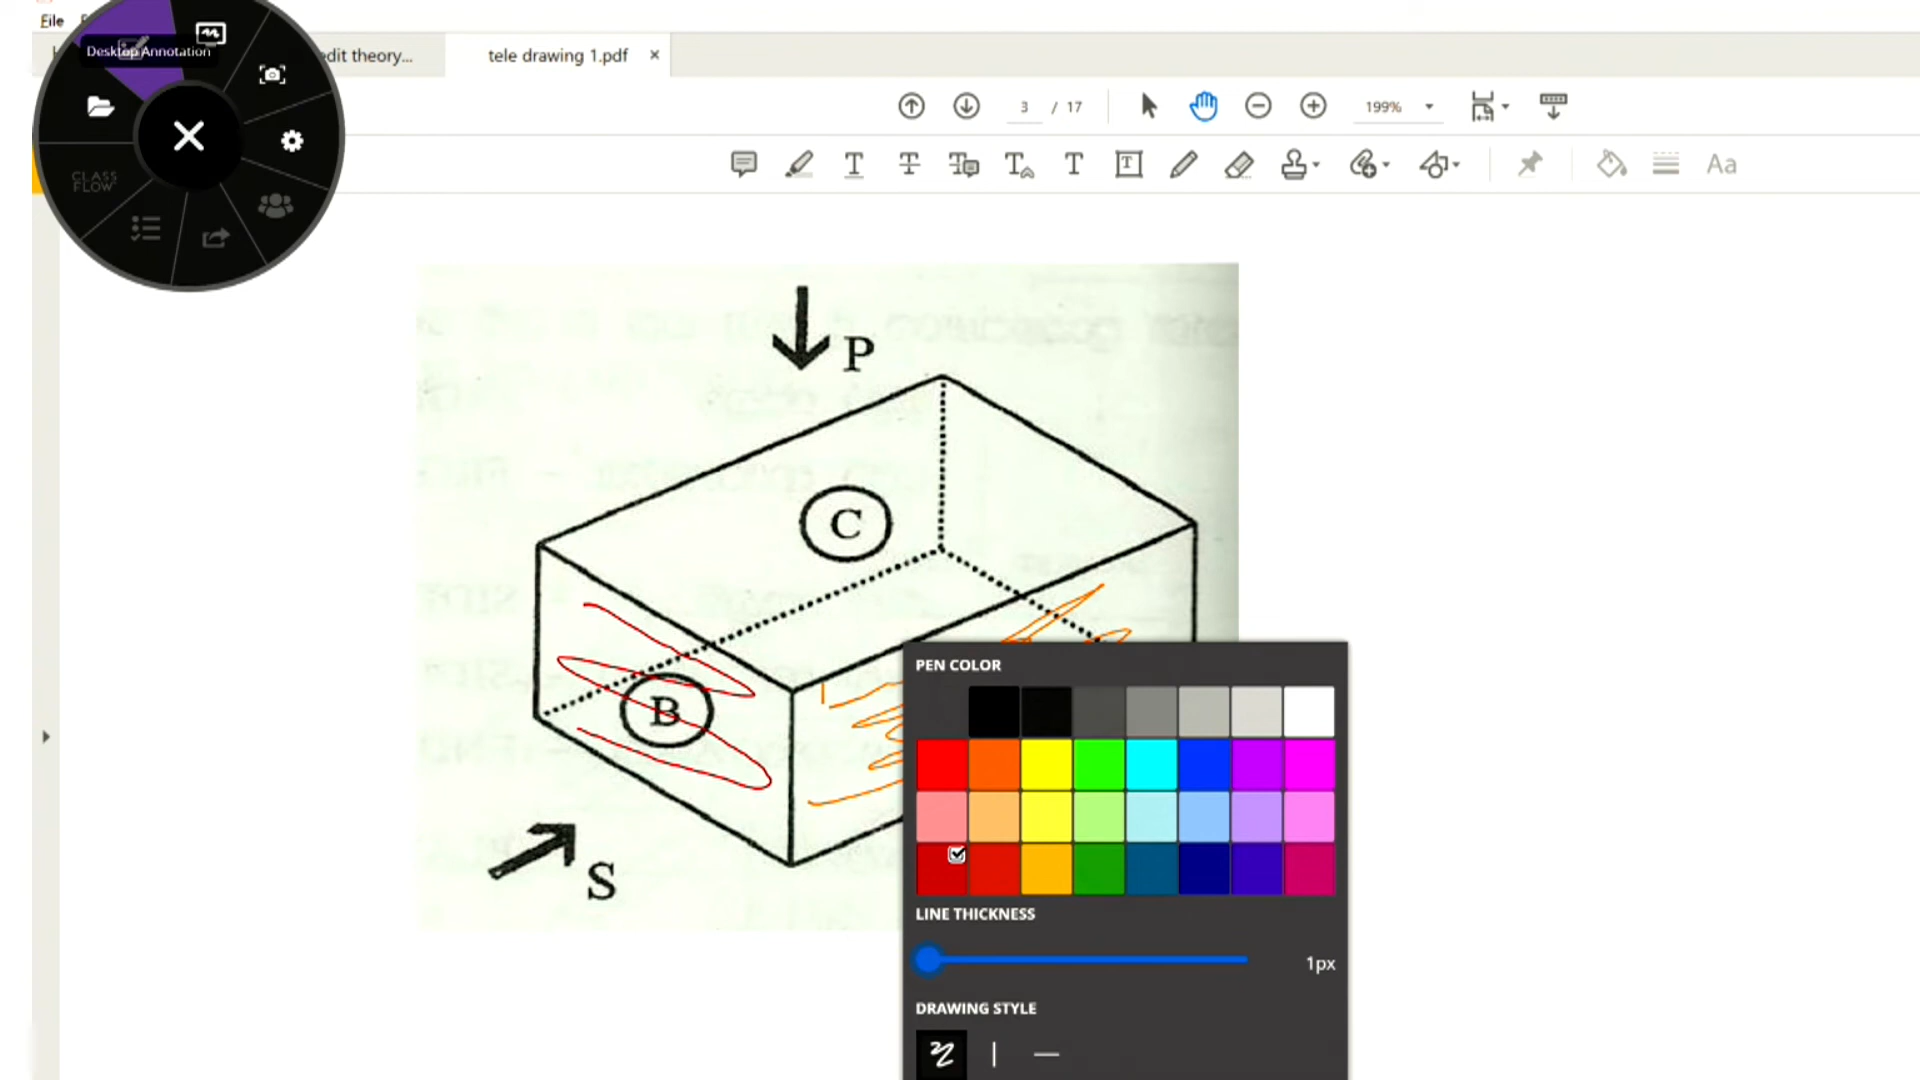 File
Desktop Annotation
edit theory...
tele drawing 1.pdf
3 / 17
199%
T
Aa
CLASS
FLOW
P
C
B
S
PEN COLOR
LINE THICKNESS
1px
DRAWING STYLE